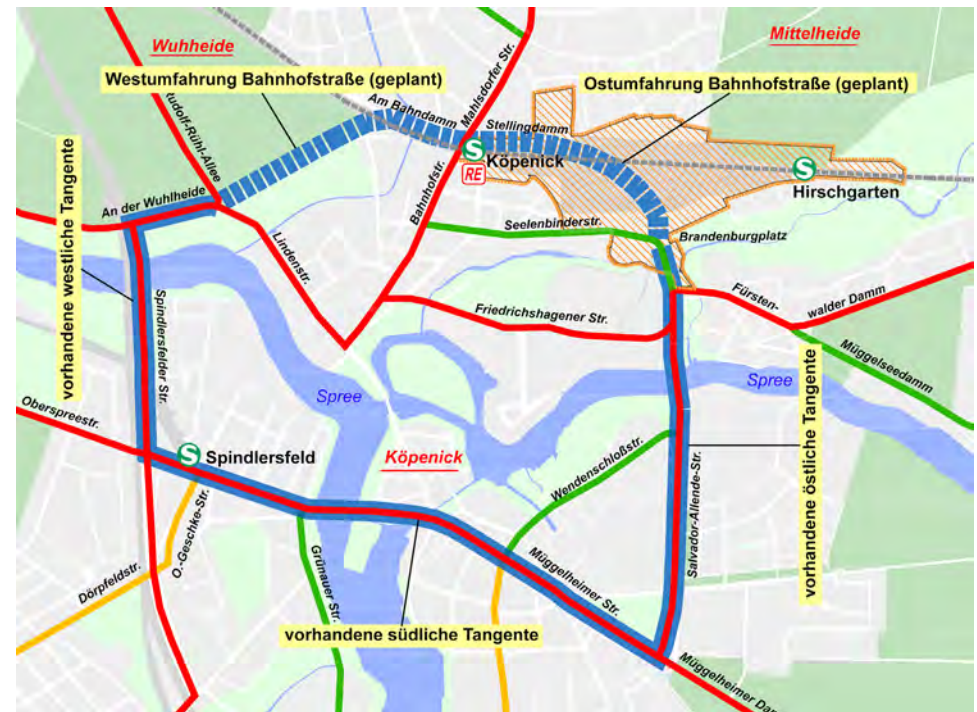 Wuhheide
Mittelheide
Westumfahrung Bahnhofstraße (geplant)
Ostumfahrung Bahnhofstraße (geplant)
Mahlsdorfer Str.
Am Bahndamm
Stellingdamm
Rudolf-Rühl-Allee
S
Köpenick
RE
S
Hirschgarten
An der Wuhlheide
Bahnhofstr.
Seelenbinderstr.
Brandenburgplatz
Lindenstr.
vorhandene westliche Tangente
Spindlersfelder Str.
Friedrichshagener Str.
Fürsten-
walder Damm
Müggelseedamm
Spree
Spree
Oberspreestr.
S
Spindlersfeld
Köpenick
Wendenschloßstr.
Salvador-Allende-Str.
vorhandene östliche Tangente
O.-Geschke-Str.
Dörpfeldstr.
Grünauer Str.
Müggelheimer Str.
vorhandene südliche Tangente
Müggelheimer Dam